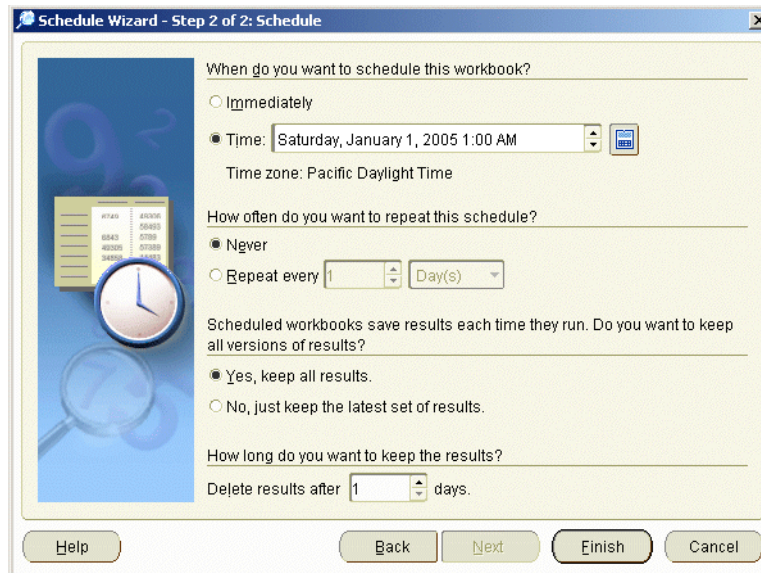 Schedule Wizard - Step 2 of 2: Schedule
When do you want to schedule this workbook?
Immediately
Time: Saturday, January 1, 2005 1:00 AM
Time zone: Pacific Daylight Time
How often do you want to repeat this schedule?
Never
Repeat every 1 Day(s)
Scheduled workbooks save results each time they run. Do you want to keep
all versions of results?
Yes, keep all results.
No, just keep the latest set of results.
How long do you want to keep the results?
Delete results after 1 days.
Help Back Next Finish Cancel